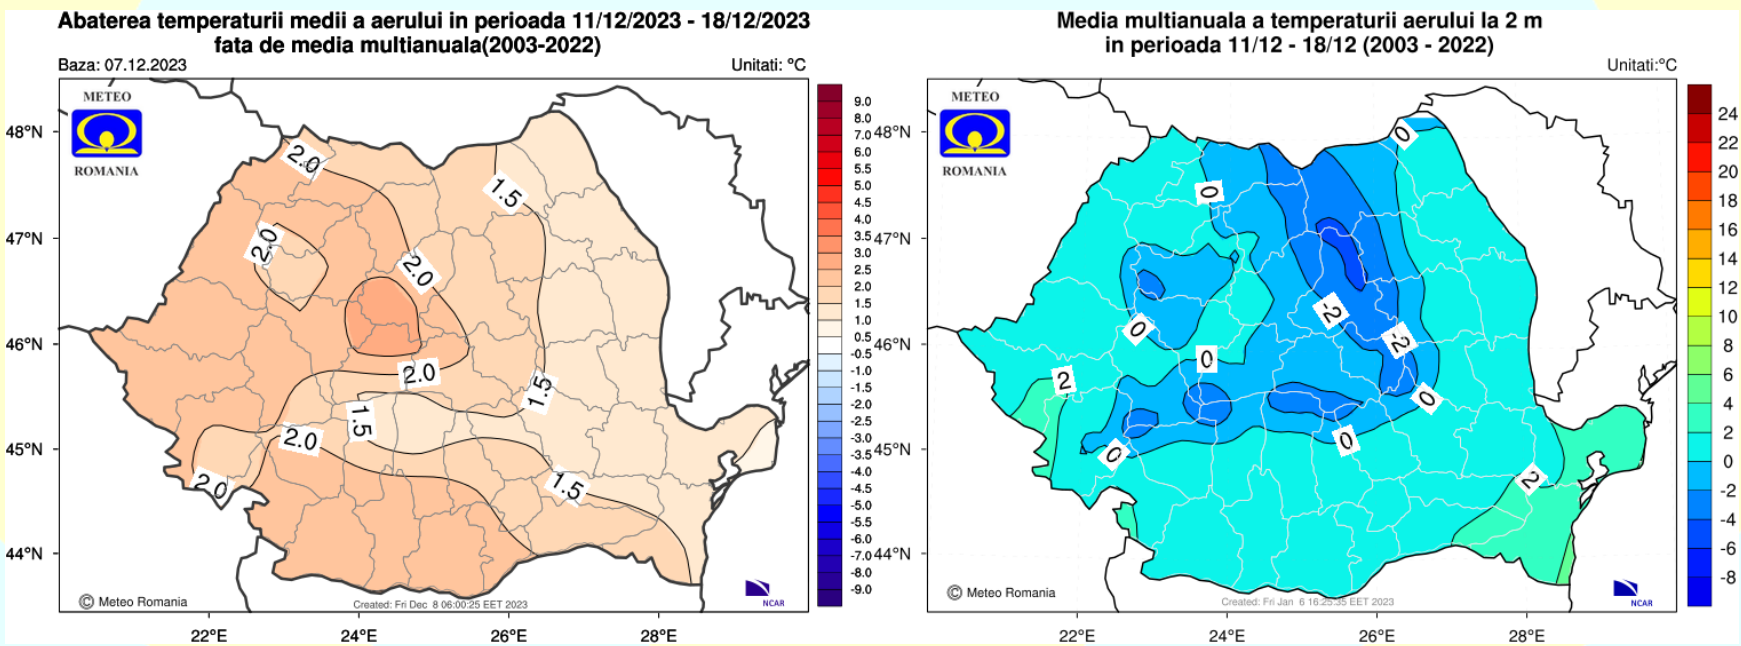 Abaterea temperaturii medii a aerului in perioada 11/12/2023 - 18/12/2023
fata de media multianuala(2003-2022)
Baza: 07.12.2023
Unitati: °C
METEO
ROMANIA
48°N
47°N
46°N
45°N
44°N
22°E
24°E
26°E
28°E
2.0
1.5
2.0
2.0
2.0
1.5
1.5
2.0
2.0
1.5
© Meteo Romania
Created: Fri Dec 8 06:00:25 EET 2023
NCAR
9.0
8.0
7.0
6.0
5.5
5.0
4.5
4.0
3.5
3.0
2.5
2.0
1.5
1.0
0.5
-0.5
-1.0
-1.5
-2.0
-2.5
-3.0
-3.5
-4.0
-4.5
-5.0
-5.5
-6.0
-7.0
-8.0
-9.0
Media multianuala a temperaturii aerului la 2 m
in perioada 11/12 - 18/12 (2003 - 2022)
Unitati:°C
METEO
ROMANIA
48°N
47°N
46°N
45°N
44°N
22°E
24°E
26°E
28°E
0
0
-2
0
-2
0
2
0
0
0
2
© Meteo Romania
Created: Fri Jan 6 16:25:35 EET 2023
NCAR
24
22
20
18
16
14
12
10
8
6
4
2
0
-2
-4
-6
-8